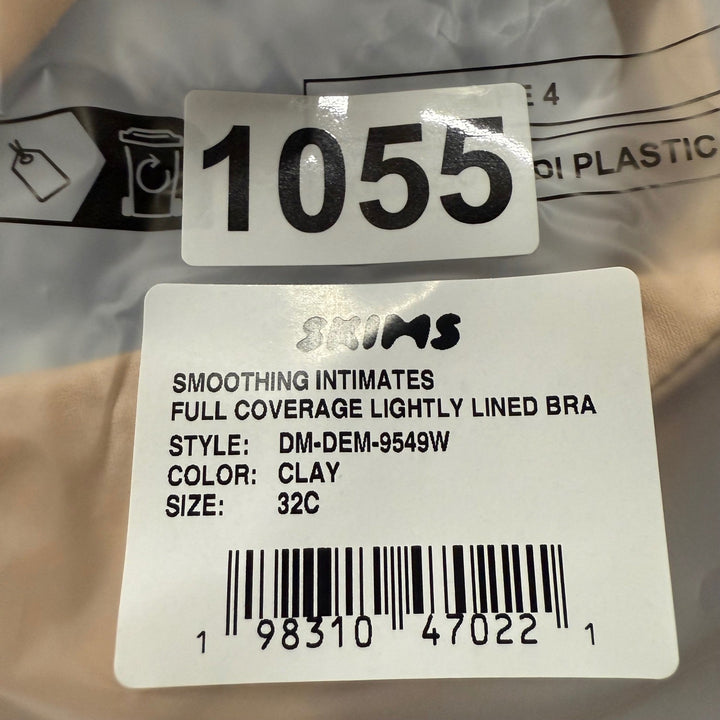 E 4
1055
OI PLASTIC
SKIMS
SMOOTHING INTIMATES
FULL COVERAGE LIGHTLY LINED BRA
STYLE: DM-DEM-9549W
COLOR: CLAY
SIZE: 32C
1 98310 47022 1